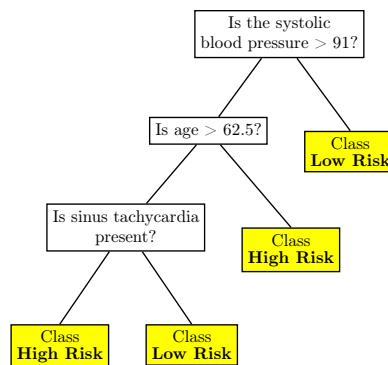 Is the systolic
blood pressure > 91?
Is age > 62.5?
Class
Low Risk
Is sinus tachycardia
present?
Class
High Risk
Class
High Risk
Class
Low Risk